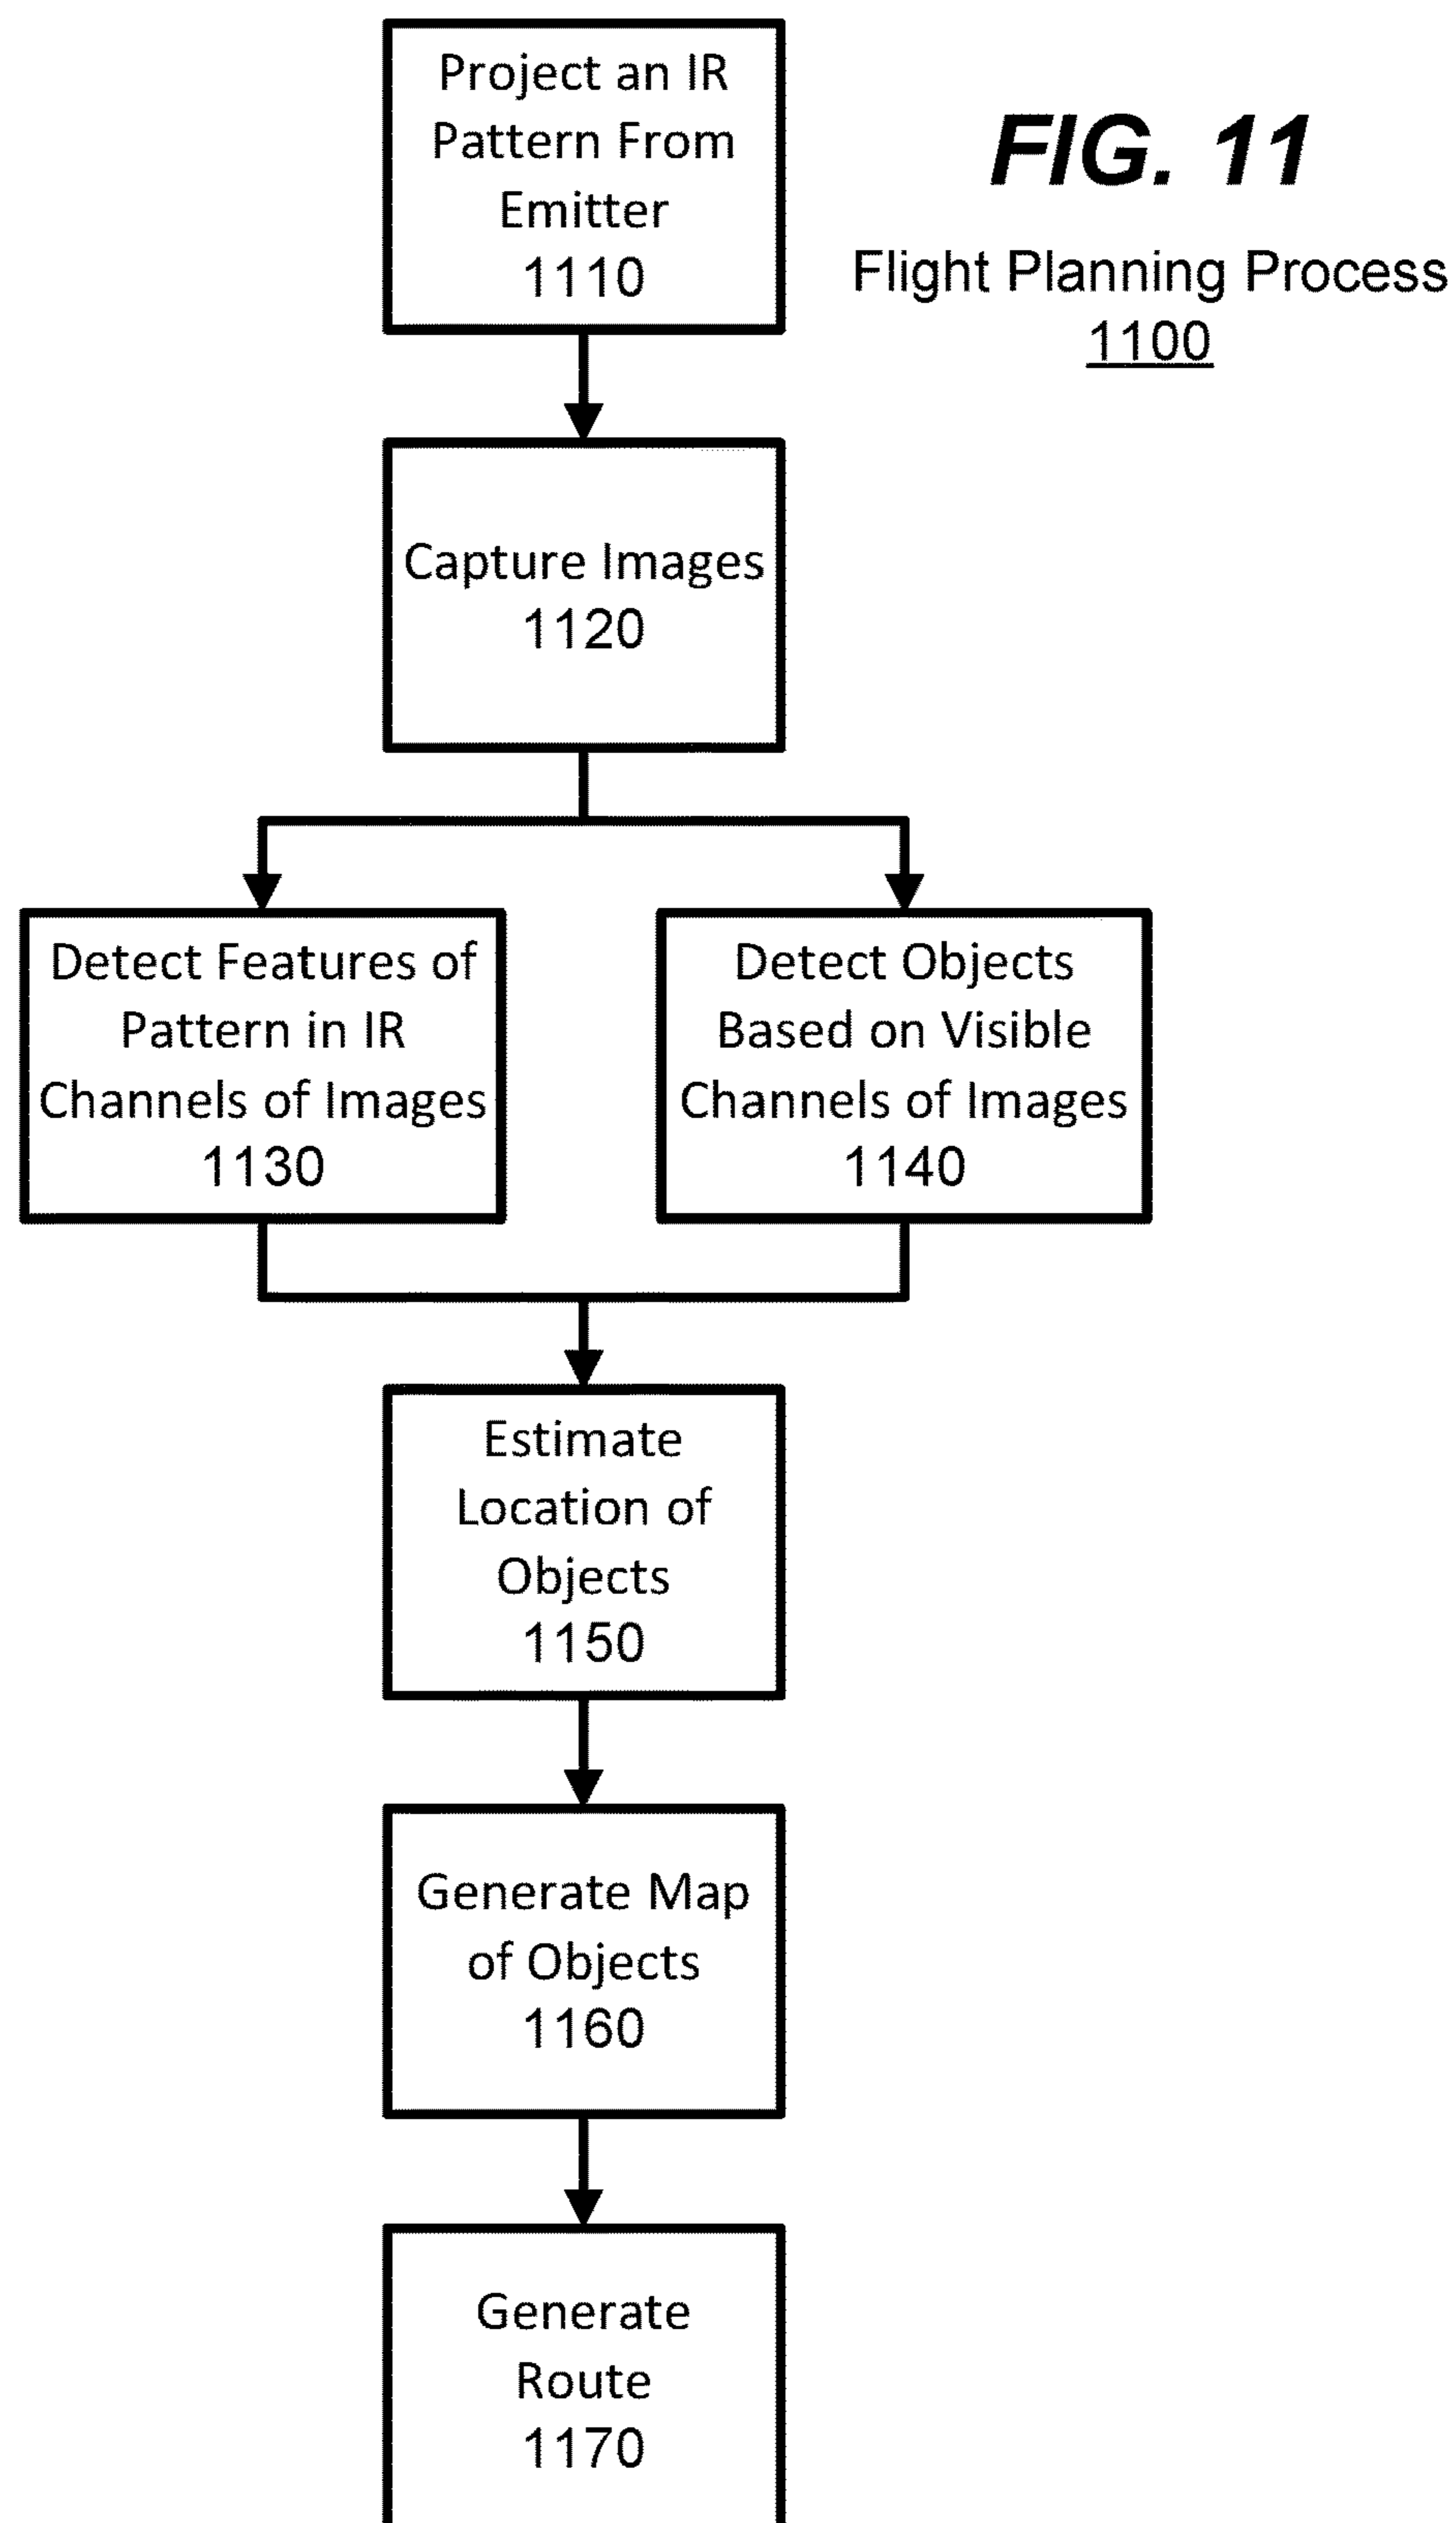 Project an IR
Pattern From
Emitter
1110
FIG. 11
Flight Planning Process
1100
Capture Images
1120
Detect Features of
Pattern in IR
Channels of Images
1130
Detect Objects
Based on Visible
Channels of Images
1140
Estimate
Location of
Objects
1150
Generate Map
of Objects
1160
Generate
Route
1170